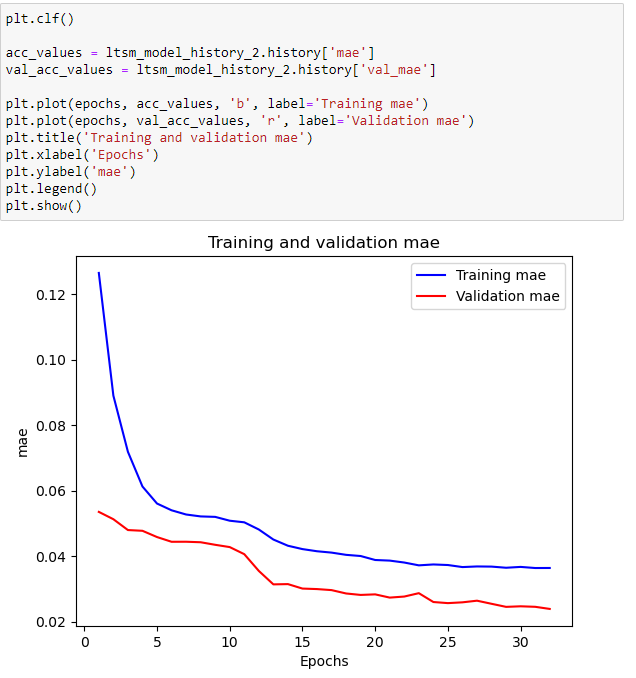 plt.clf()
acc_values = ltsm_model_history_2.history['mae']
val_acc_values = ltsm_model_history_2.history['val_mae']
plt.plot(epochs, acc_values, 'b', label='Training mae')
plt.plot(epochs, val_acc_values, 'r', label='Validation mae')
plt.title('Training and validation mae')
plt.xlabel('Epochs')
plt.ylabel('mae')
plt.legend()
plt.show()
Training and validation mae
Training mae
Validation mae
0.12
0.10
0.08
0.06
0.04
0.02
mae
0 5 10 15 20 25 30
Epochs